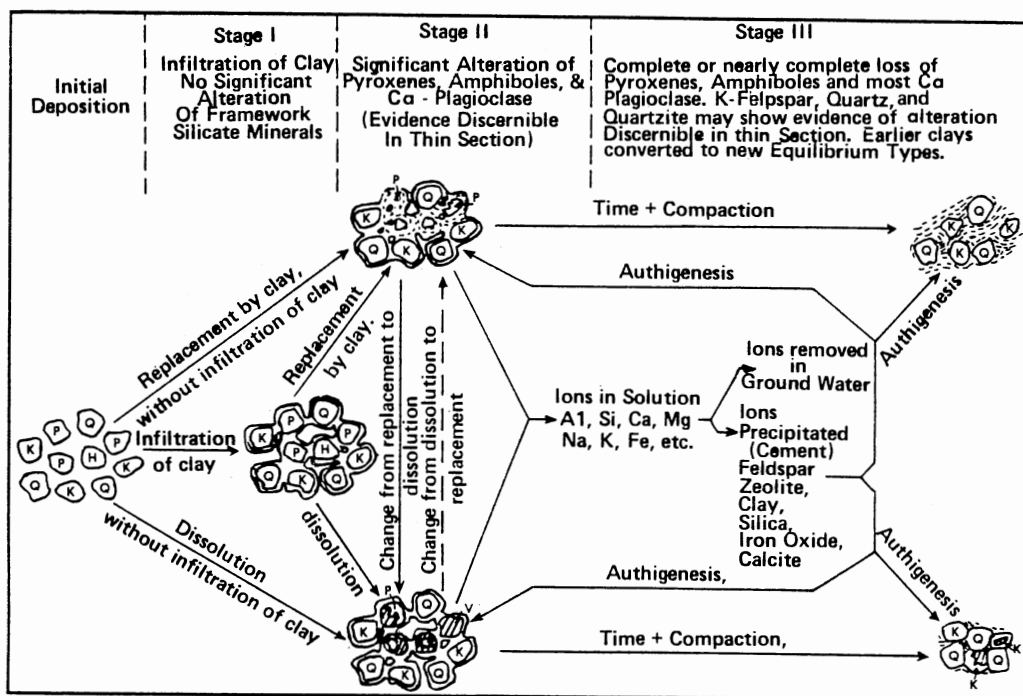 Initial
Deposition
Stage I
Infiltration of Clay
No Significant
Alteration
Of Framework
Silicate Minerals
Stage II
Significant Alteration of
Pyroxenes, Amphiboles, &
Ca - Plagioclase
(Evidence Discernible
In Thin Section)
Stage III
Complete or nearly complete loss of
Pyroxenes, Amphiboles and most Ca
Plagioclase. K-Felpspar, Quartz, and
Quartzite may show evidence of alteration
Discernible in thin Section. Earlier clays
converted to new Equilibrium Types.
P
Q
P
K
K
Q
K
Q
Time + Compaction
Q
K
K
Q
K
Q
Authigenesis
Authigenesis
Replacement by clay,
without infiltration of clay
Replacement
by clay.
Change from replacement to
dissolution
Change from dissolution to
replacement
Ions in Solution
A1, Si, Ca, Mg
Na, K, Fe, etc.
Ions removed
in
Ground Water
Ions
Precipitated
(Cement)
Feldspar
Zeolite,
Clay,
Silica,
Iron Oxide,
Calcite
Q
P
K
P
P
H
K
Q
K
Q
Infiltration
of clay
Q
P
K
P
P
H
K
Q
K
Q
Dissolution
without infiltration of clay
dissolution
P
Q
V
K
K
Q
Q
K
Authigenesis,
Authigenesis
Time + Compaction,
K
Q
Q
Q
K
K